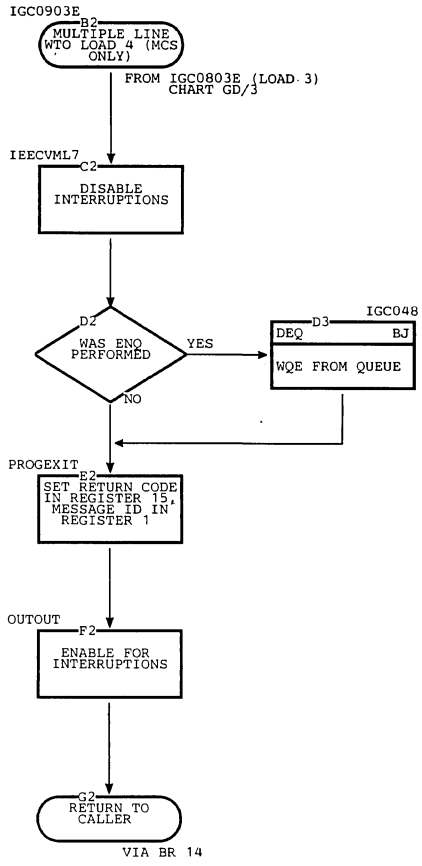 IGC0903E
B2
MULTIPLE LINE
WTO LOAD 4 (MCS
ONLY)
FROM IGC0803E (LOAD 3)
CHART GD/3
IEECVML7
C2
DISABLE
INTERRUPTIONS
D2
WAS ENQ
PERFORMED
YES
NO
IGC048
D3
DEQ BJ
WQE FROM QUEUE
PROGEXIT
E2
SET RETURN CODE
IN REGISTER 15,
MESSAGE ID IN
REGISTER 1
OUTOUT
F2
ENABLE FOR
INTERRUPTIONS
G2
RETURN TO
CALLER
VIA BR 14